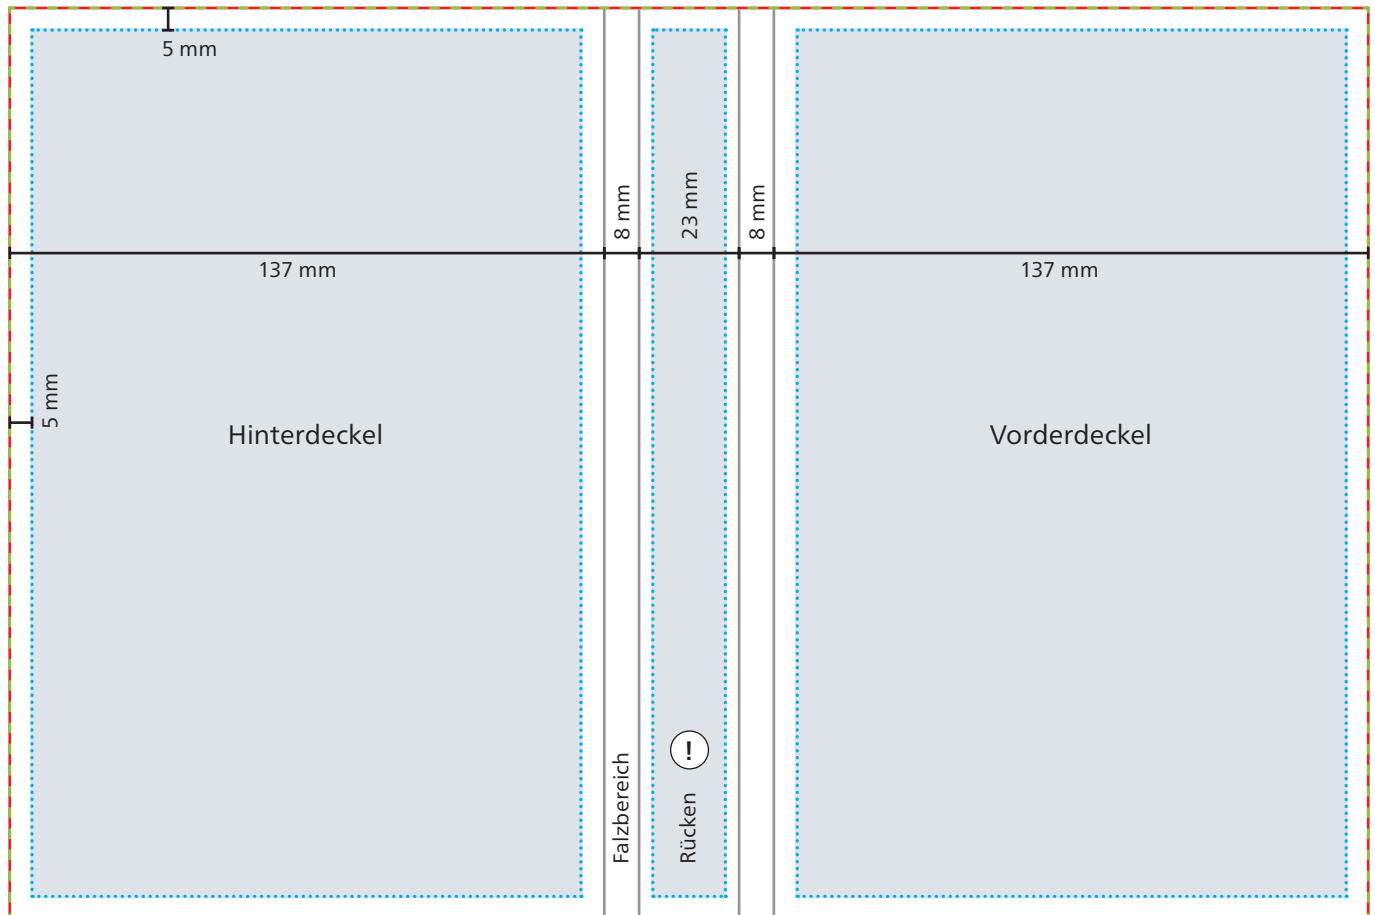 5 mm
8 mm
23 mm
8 mm
137 mm
137 mm
5 mm
Hinterdeckel
Vorderdeckel
!
Falzbereich
Rücken